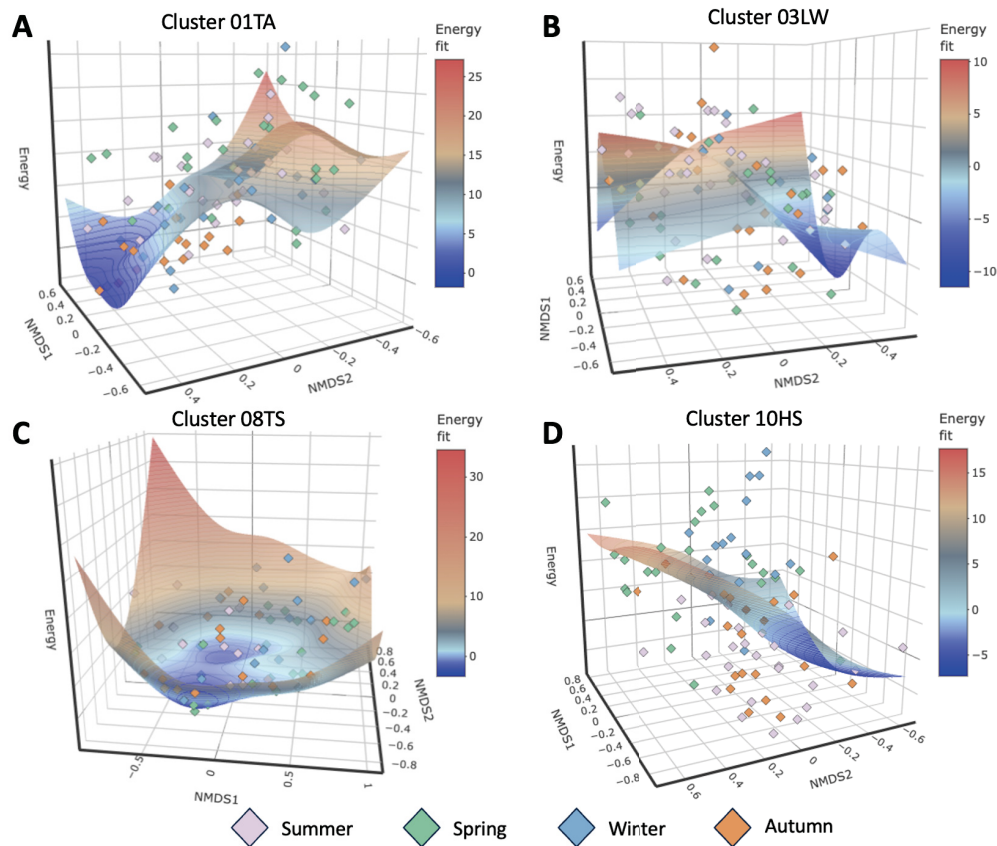 A
Cluster 01TA
Energy
fit
25
20
15
10
5
0
Energy
0.6
0.4
0.2
0
−0.2
−0.4
−0.6
NMDS1
0.4
0.2
0
−0.2
−0.4
−0.6
NMDS2
B
Cluster 03LW
Energy
fit
10
5
0
−5
−10
Energy
0.6
0.4
0.2
0
−0.2
−0.4
−0.6
NMDS1
0.4
0.2
0
−0.2
−0.4
NMDS2
C
Cluster 08TS
Energy
fit
30
20
10
0
Energy
0.8
0.6
0.4
0.2
0
−0.2
−0.4
−0.6
−0.8
NMDS2
−0.5
0
0.5
1
NMDS1
D
Cluster 10HS
Energy
fit
15
10
5
0
−5
Energy
0.8
0.6
0.4
0.2
0
−0.2
−0.4
−0.6
−0.8
NMDS1
0.6
0.4
0.2
0
−0.2
−0.4
−0.6
NMDS2
Summer
Spring
Winter
Autumn